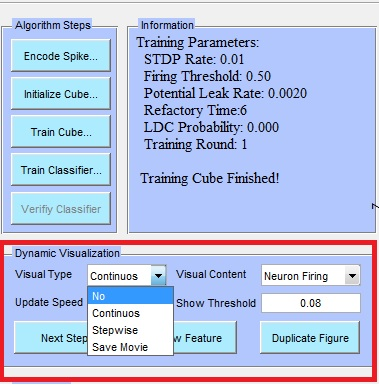 Algorithm Steps
Encode Spike...
Initialize Cube...
Train Cube...
Train Classifier...
Verifiy Classifier
Information
Training Parameters:
STDP Rate: 0.01
Firing Threshold: 0.50
Potential Leak Rate: 0.0020
Refactory Time:6
LDC Probability: 0.000
Training Round: 1
Training Cube Finished!
Dynamic Visualization
Visual Type
Continuos
Visual Content
Neuron Firing
Update Speed
No
Continuos
Stepwise
Save Movie
Show Threshold
0.08
Next Step
Feature
Duplicate Figure